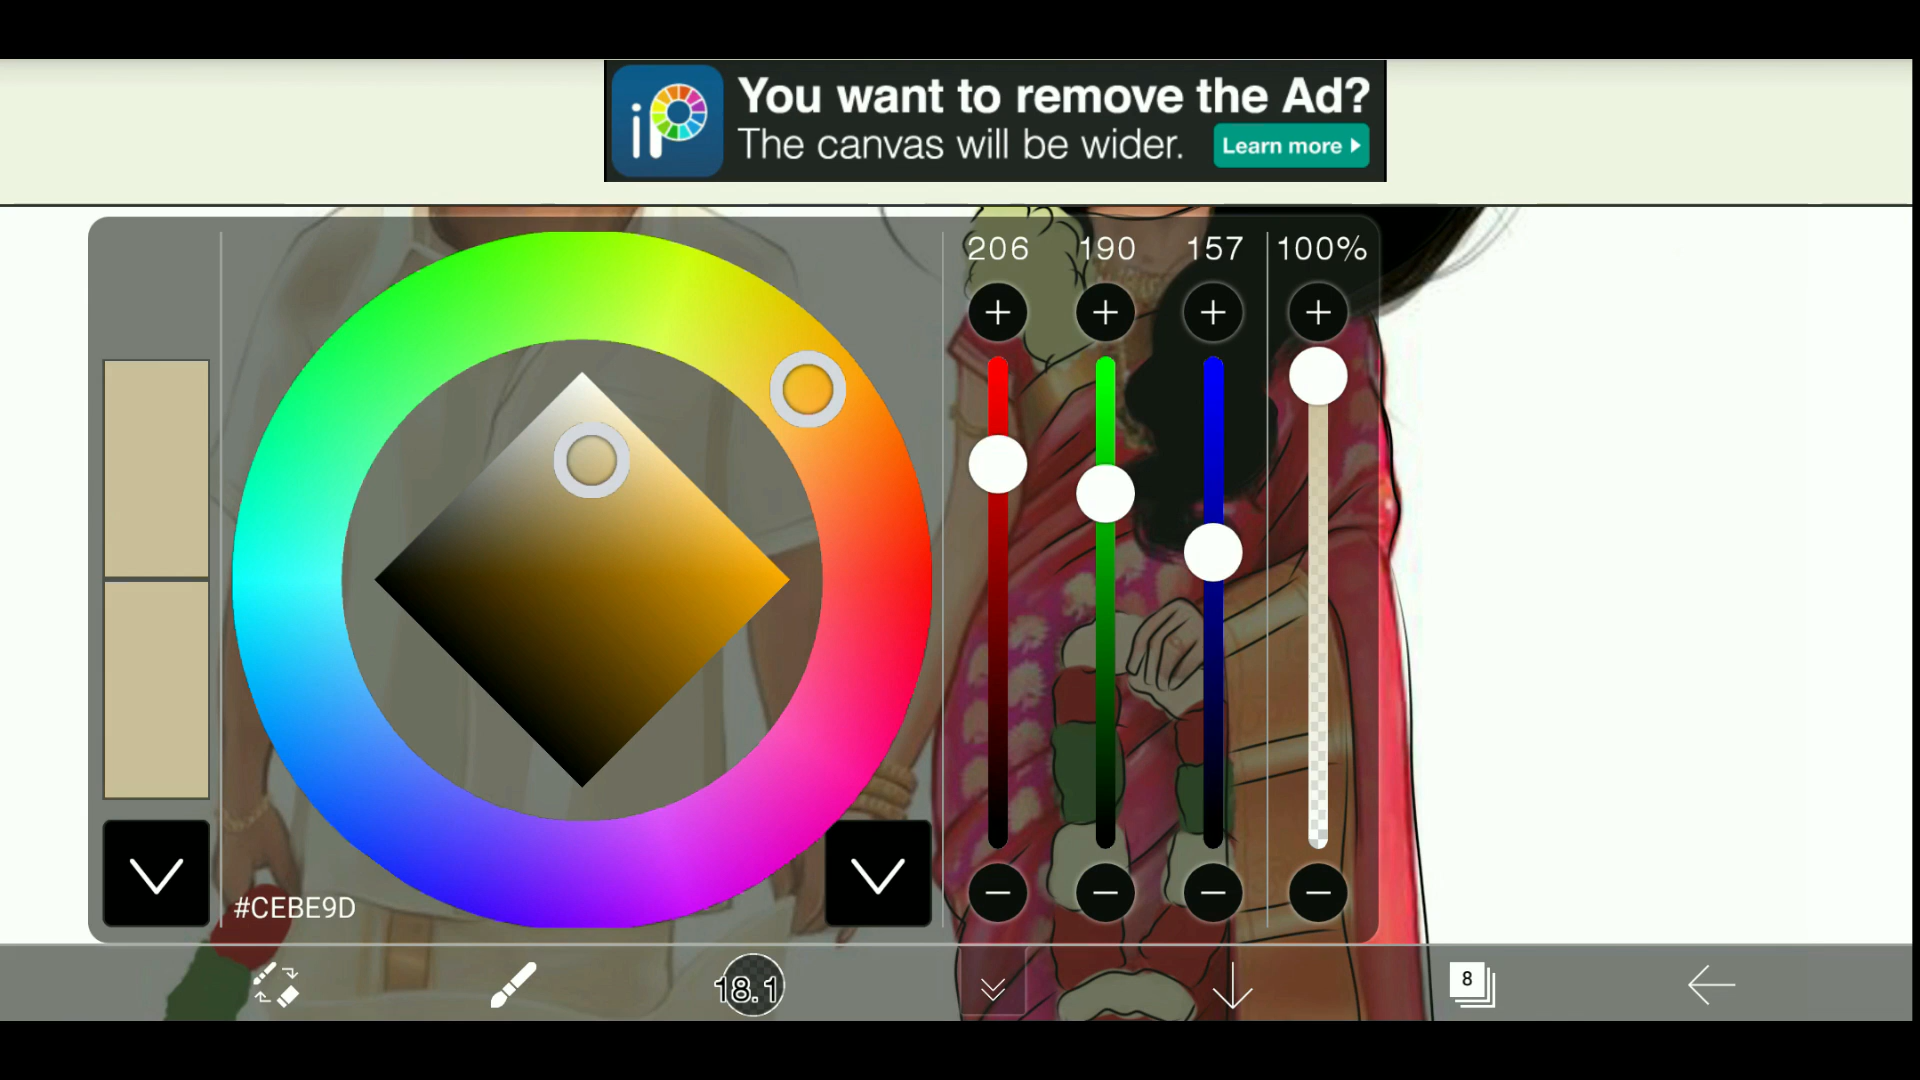 iP
You want to remove the Ad?
The canvas will be wider.
Learn more
206 190 157 100%
#CEBE9D
18.1
8